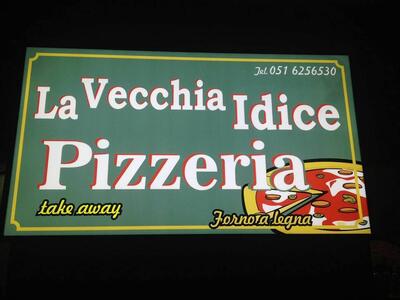 Tel. 051 6256530
La Vecchia Idice
Pizzeria
take away
Forno a legna